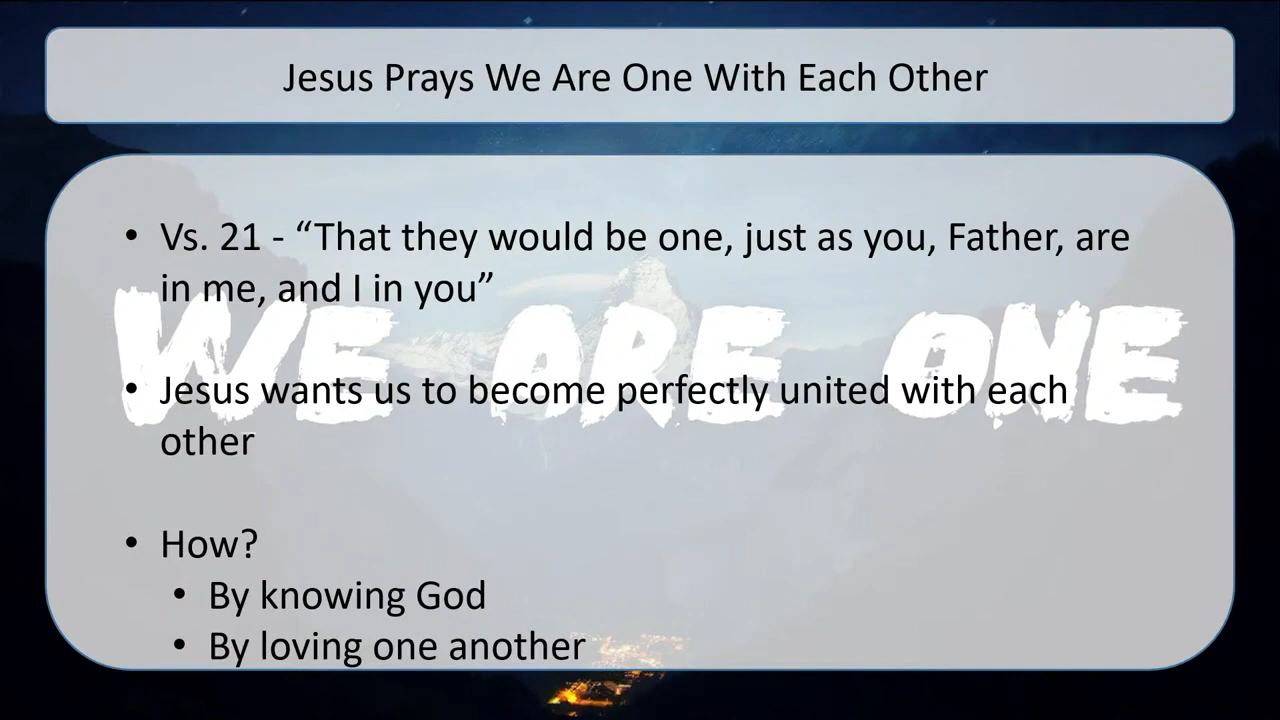 Jesus Prays We Are One With Each Other
• Vs. 21 - “That they would be one, just as you, Father, are
in me, and I in you”
WE ARE ONE
• Jesus wants us to become perfectly united with each
other
• How?
• By knowing God
• By loving one another